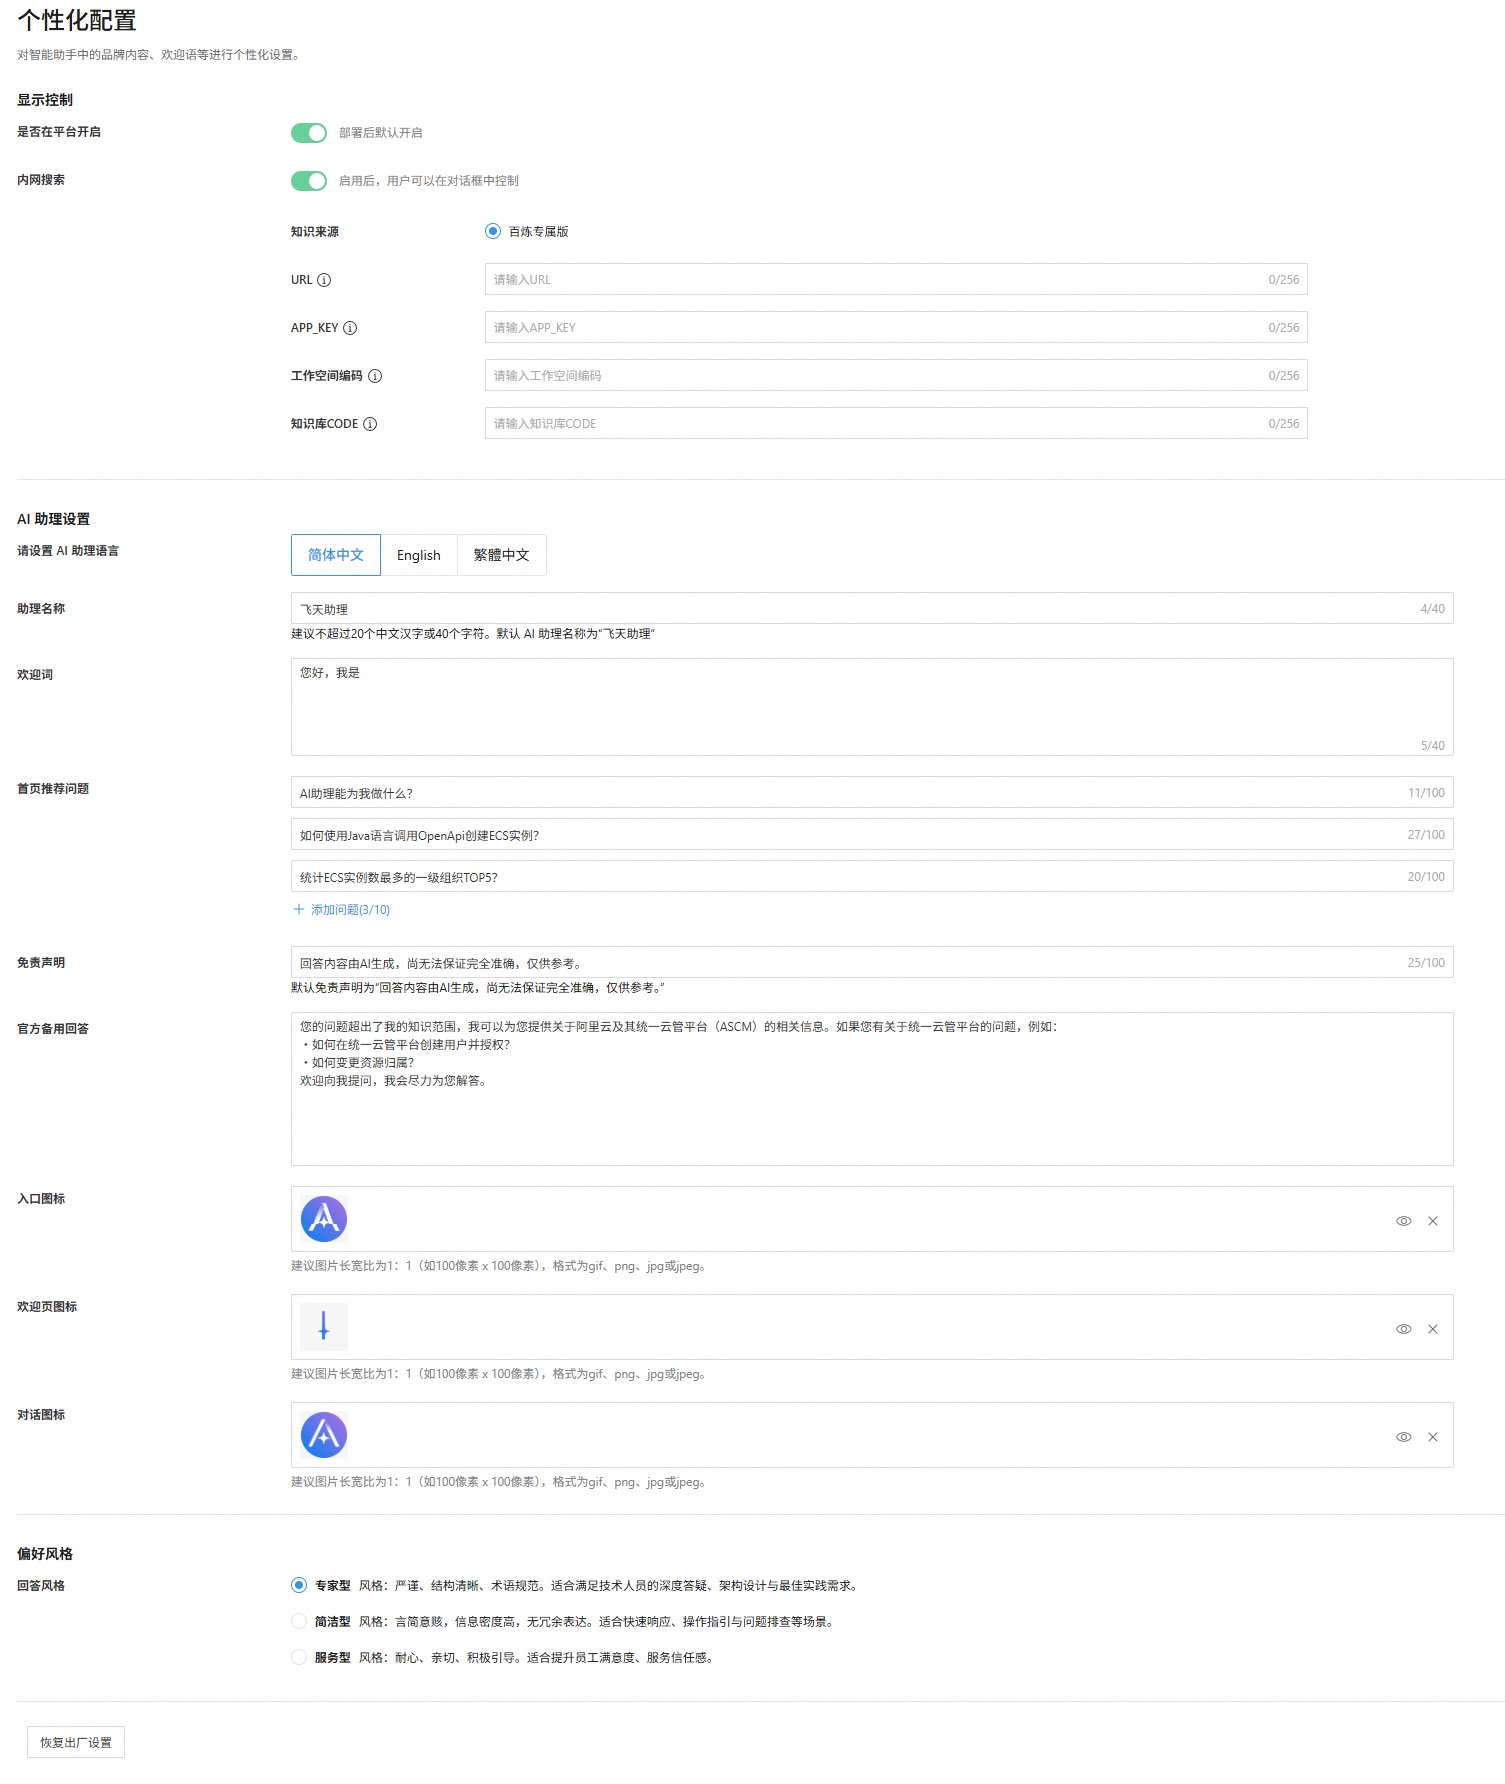 个性化配置
对智能助手中的品牌内容、欢迎语等进行个性化设置。
显示控制
是否在平台开启
部署后默认开启
内网搜索
启用后，用户可以在对话框中控制
知识来源
百炼专属版
URL
请输入URL
0/256
APP_KEY
请输入APP_KEY
0/256
工作空间编码
请输入工作空间编码
0/256
知识库CODE
请输入知识库CODE
0/256
AI 助理设置
请设置 AI 助理语言
简体中文
English
繁體中文
助理名称
飞天助理
4/40
建议不超过20个中文汉字或40个字符。默认 AI 助理名称为“飞天助理”
欢迎词
您好，我是
5/40
首页推荐问题
AI助理能为我做什么？
11/100
如何使用Java语言调用OpenApi创建ECS实例？
27/100
统计ECS实例数最多的一级组织TOP5？
20/100
添加问题(3/10)
免责声明
回答内容由AI生成，尚无法保证完全准确，仅供参考。
25/100
默认免责声明为“回答内容由AI生成，尚无法保证完全准确，仅供参考。”
官方备用回答
您的问题超出了我的知识范围，我可以为您提供关于阿里云及其统一云管平台（ASCM）的相关信息。如果您有关于统一云管平台的问题，例如：
・如何在统一云管平台创建用户并授权？
・如何变更资源归属？
欢迎向我提问，我会尽力为您解答。
入口图标
建议图片长宽比为1：1（如100像素 x 100像素），格式为gif、png、jpg或jpeg。
欢迎页图标
建议图片长宽比为1：1（如100像素 x 100像素），格式为gif、png、jpg或jpeg。
对话图标
建议图片长宽比为1：1（如100像素 x 100像素），格式为gif、png、jpg或jpeg。
偏好风格
回答风格
专家型 风格：严谨、结构清晰、术语规范。适合满足技术人员的深度答疑、架构设计与最佳实践需求。
简洁型 风格：言简意赅，信息密度高，无冗余表达。适合快速响应、操作指引与问题排查等场景。
服务型 风格：耐心、亲切、积极引导。适合提升员工满意度、服务信任感。
恢复出厂设置